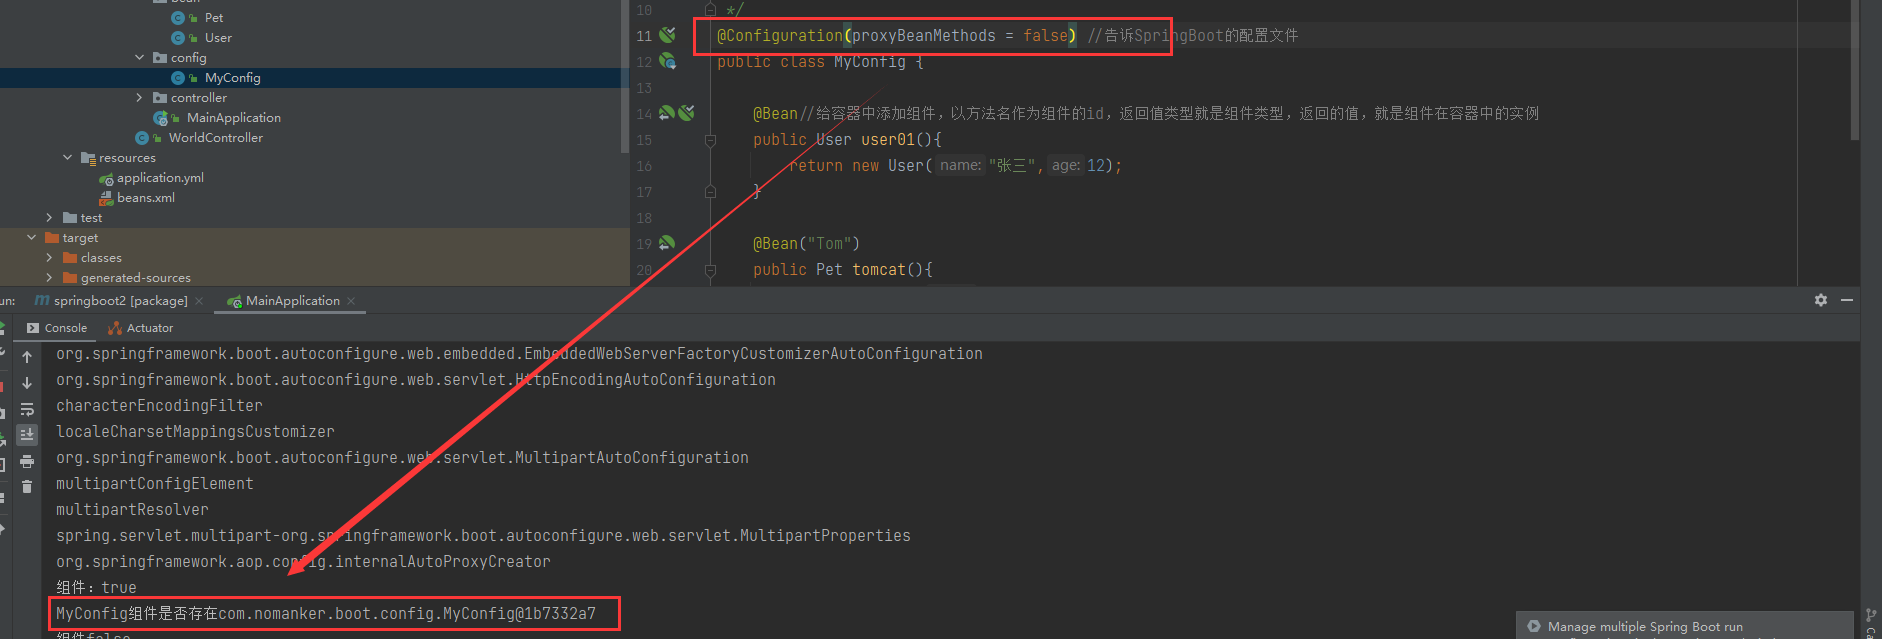 bean
Pet
User
config
MyConfig
controller
MainApplication
WorldController
resources
application.yml
beans.xml
test
target
classes
generated-sources
10 */
11 @Configuration(proxyBeanMethods = false) //告诉SpringBoot的配置文件
12 public class MyConfig {
13
14 @Bean//给容器中添加组件，以方法名作为组件的id，返回值类型就是组件类型，返回的值，就是组件在容器中的实例
15 public User user01(){
16 return new User( name: "张三", age: 12);
17 }
18
19 @Bean("Tom")
20 public Pet tomcat(){
un: springboot2 [package] MainApplication
Console Actuator
org.springframework.boot.autoconfigure.web.embedded.EmbeddedWebServerFactoryCustomizerAutoConfiguration
org.springframework.boot.autoconfigure.web.servlet.HttpEncodingAutoConfiguration
characterEncodingFilter
localeCharsetMappingsCustomizer
org.springframework.boot.autoconfigure.web.servlet.MultipartAutoConfiguration
multipartConfigElement
multipartResolver
spring.servlet.multipart-org.springframework.boot.autoconfigure.web.servlet.MultipartProperties
org.springframework.aop.config.internalAutoProxyCreator
组件：true
MyConfig组件是否存在com.nomanker.boot.config.MyConfig@1b7332a7
组件false
Manage multiple Spring Boot run